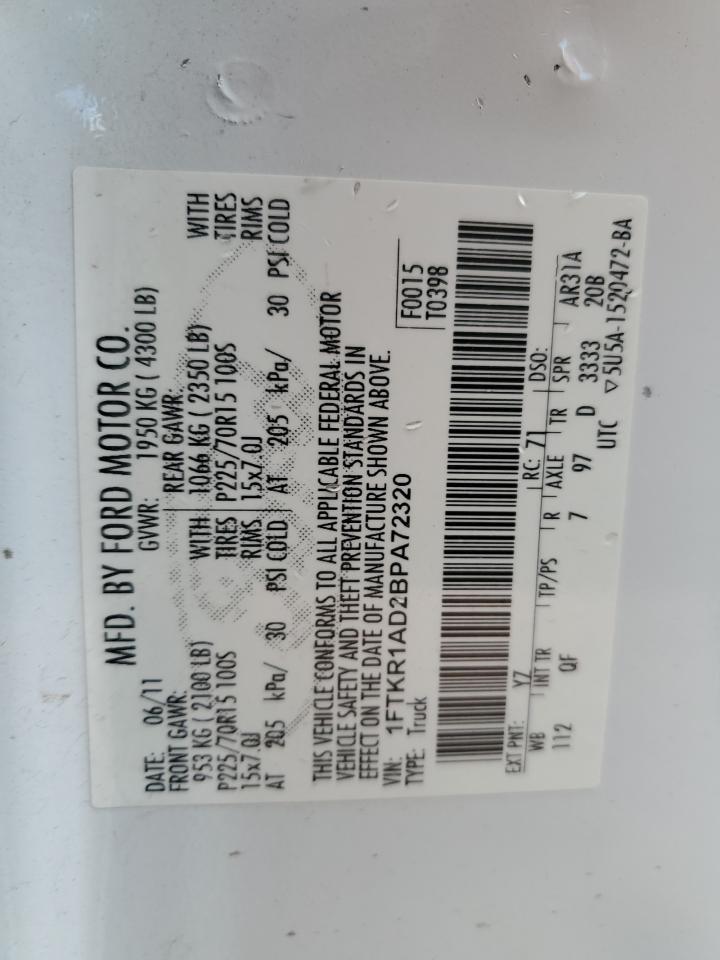 MFD. BY FORD MOTOR CO.
DATE: 06/11 GVWR: 1950 KG ( 4300 LB)
FRONT GAWR: REAR GAWR:
953 KG ( 2100 LB) WITH 1066 KG ( 2350 LB) WITH
P225/70R15 100S TIRES P225/70R15 100S TIRES
15x7.0J RIMS 15x7.0J RIMS
AT 205 kPa/ 30 PSI COLD AT 205 kPa/ 30 PSI COLD
THIS VEHICLE CONFORMS TO ALL APPLICABLE FEDERAL MOTOR
VEHICLE SAFETY AND THEFT PREVENTION STANDARDS IN
EFFECT ON THE DATE OF MANUFACTURE SHOWN ABOVE.
VIN: 1FTKR1AD2BPA72320 F0015
TYPE: Truck T0398
EXT PNT: YZ RC: 71 DSO:
WB INT TR TP/PS R AXLE TR SPR AR31A
112 QF 7 97 D 3333 20B
UTC ▽5U5A-1520472-BA